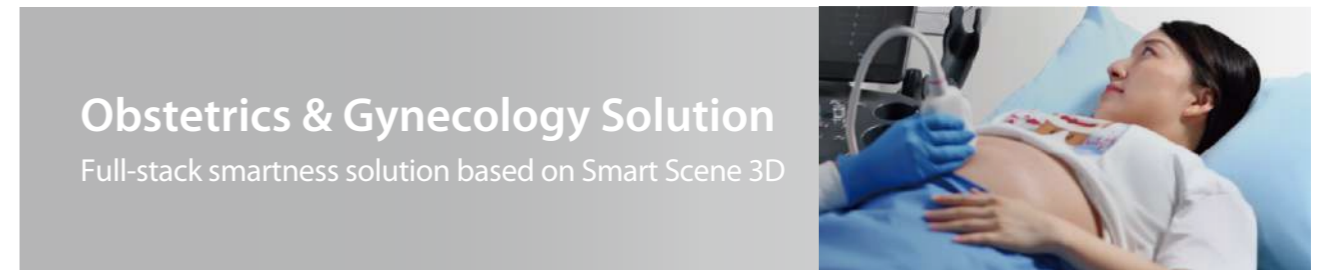 Obstetrics & Gynecology Solution
Full-stack smartness solution based on Smart Scene 3D